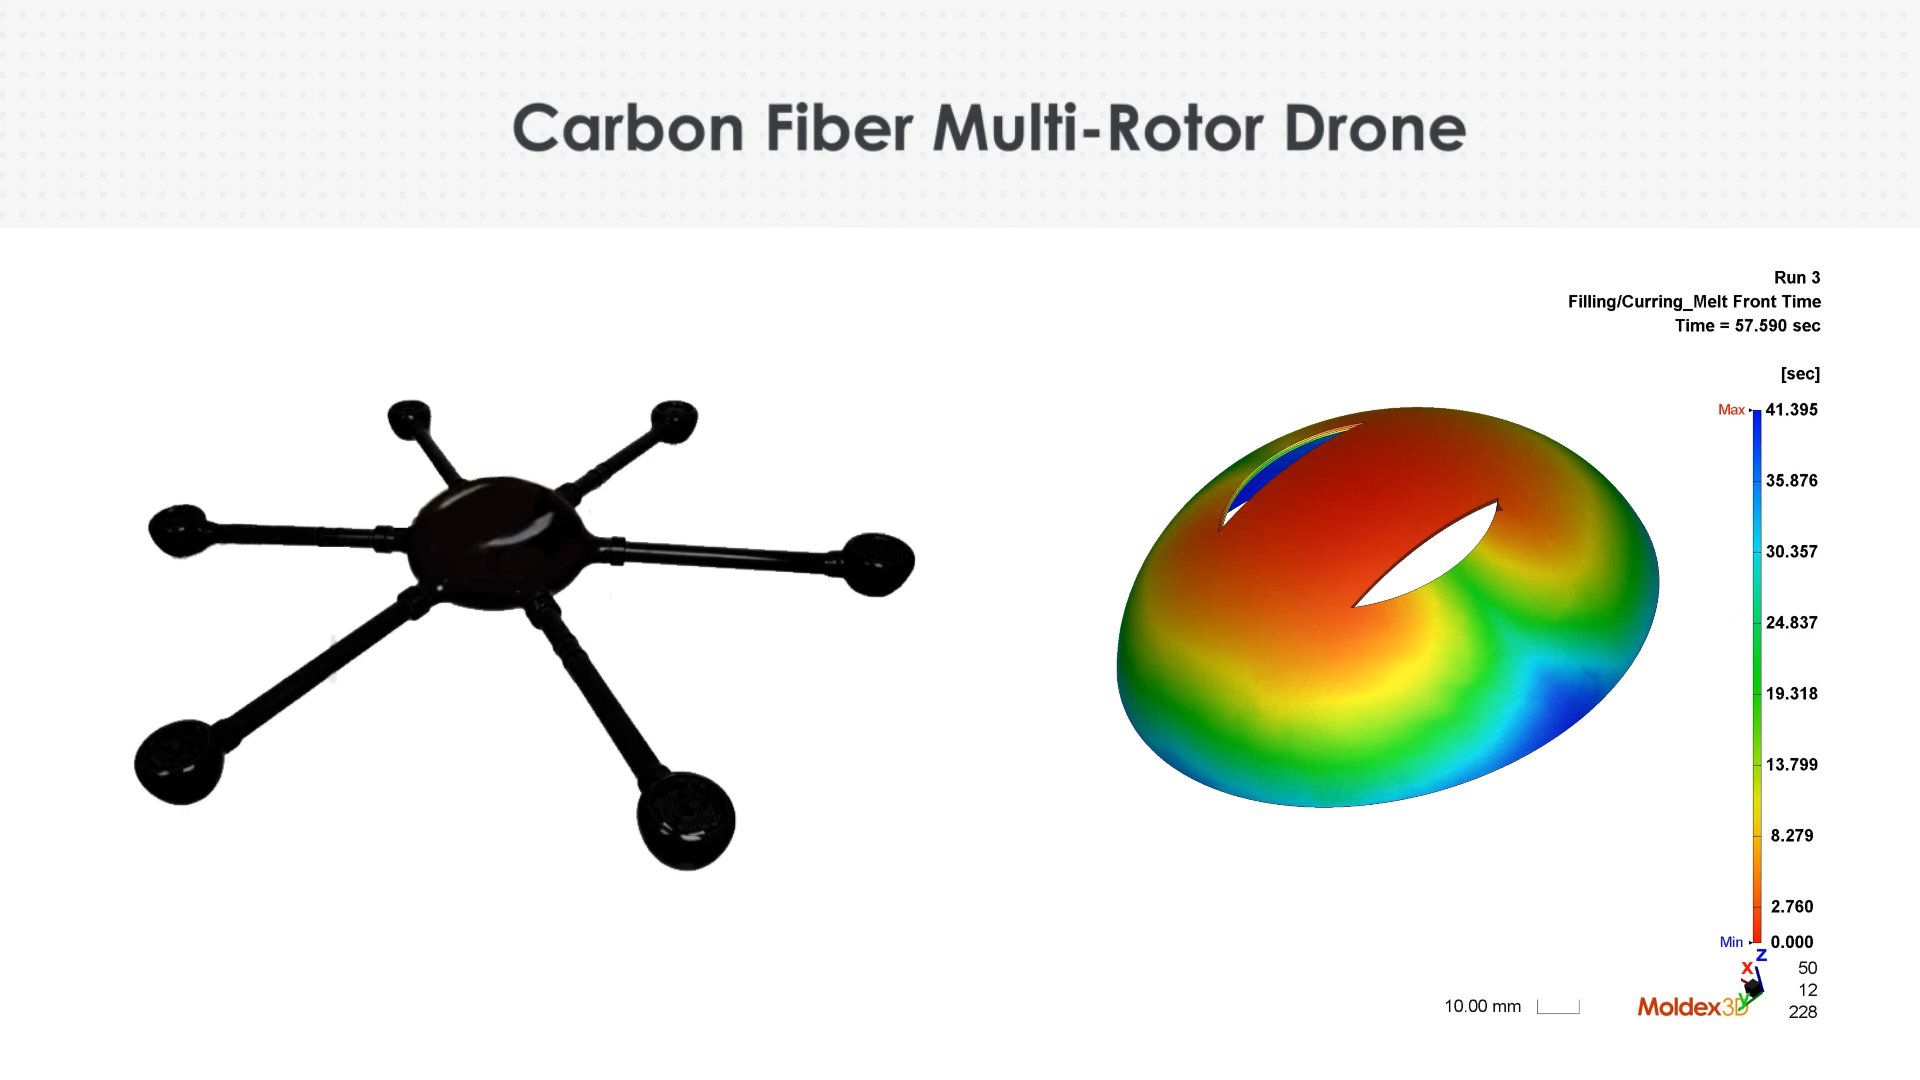 Carbon Fiber Multi-Rotor Drone
Run 3
Filling/Curring_Melt Front Time
Time = 57.590 sec
[sec]
Max 41.395
35.876
30.357
24.837
19.318
13.799
8.279
2.760
Min 0.000
Z
X
y
50
12
228
10.00 mm
Moldex3D